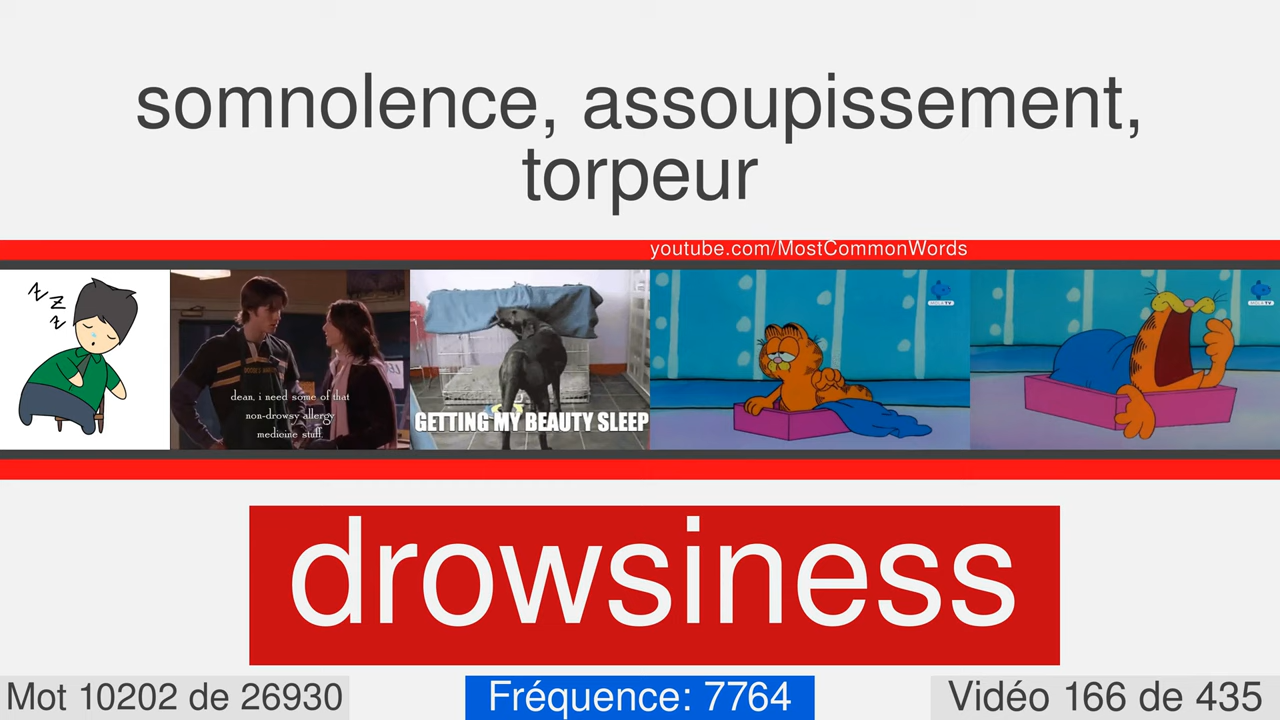 somnolence, assoupissement,
torpeur
youtube.com/MostCommonWords
z
z
z
dean, i need some of that
non-drowsy allergy
medicine stuff.
GETTING MY BEAUTY SLEEP
drowsiness
Mot 10202 de 26930
Fréquence: 7764
Vidéo 166 de 435